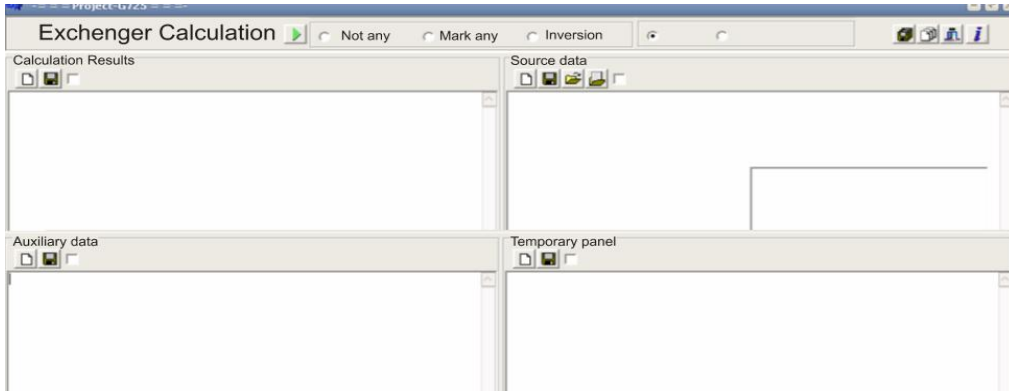 Project-G725
Exchenger Calculation Not any Mark any Inversion
Calculation Results
Source data
Auxiliary data
Temporary panel